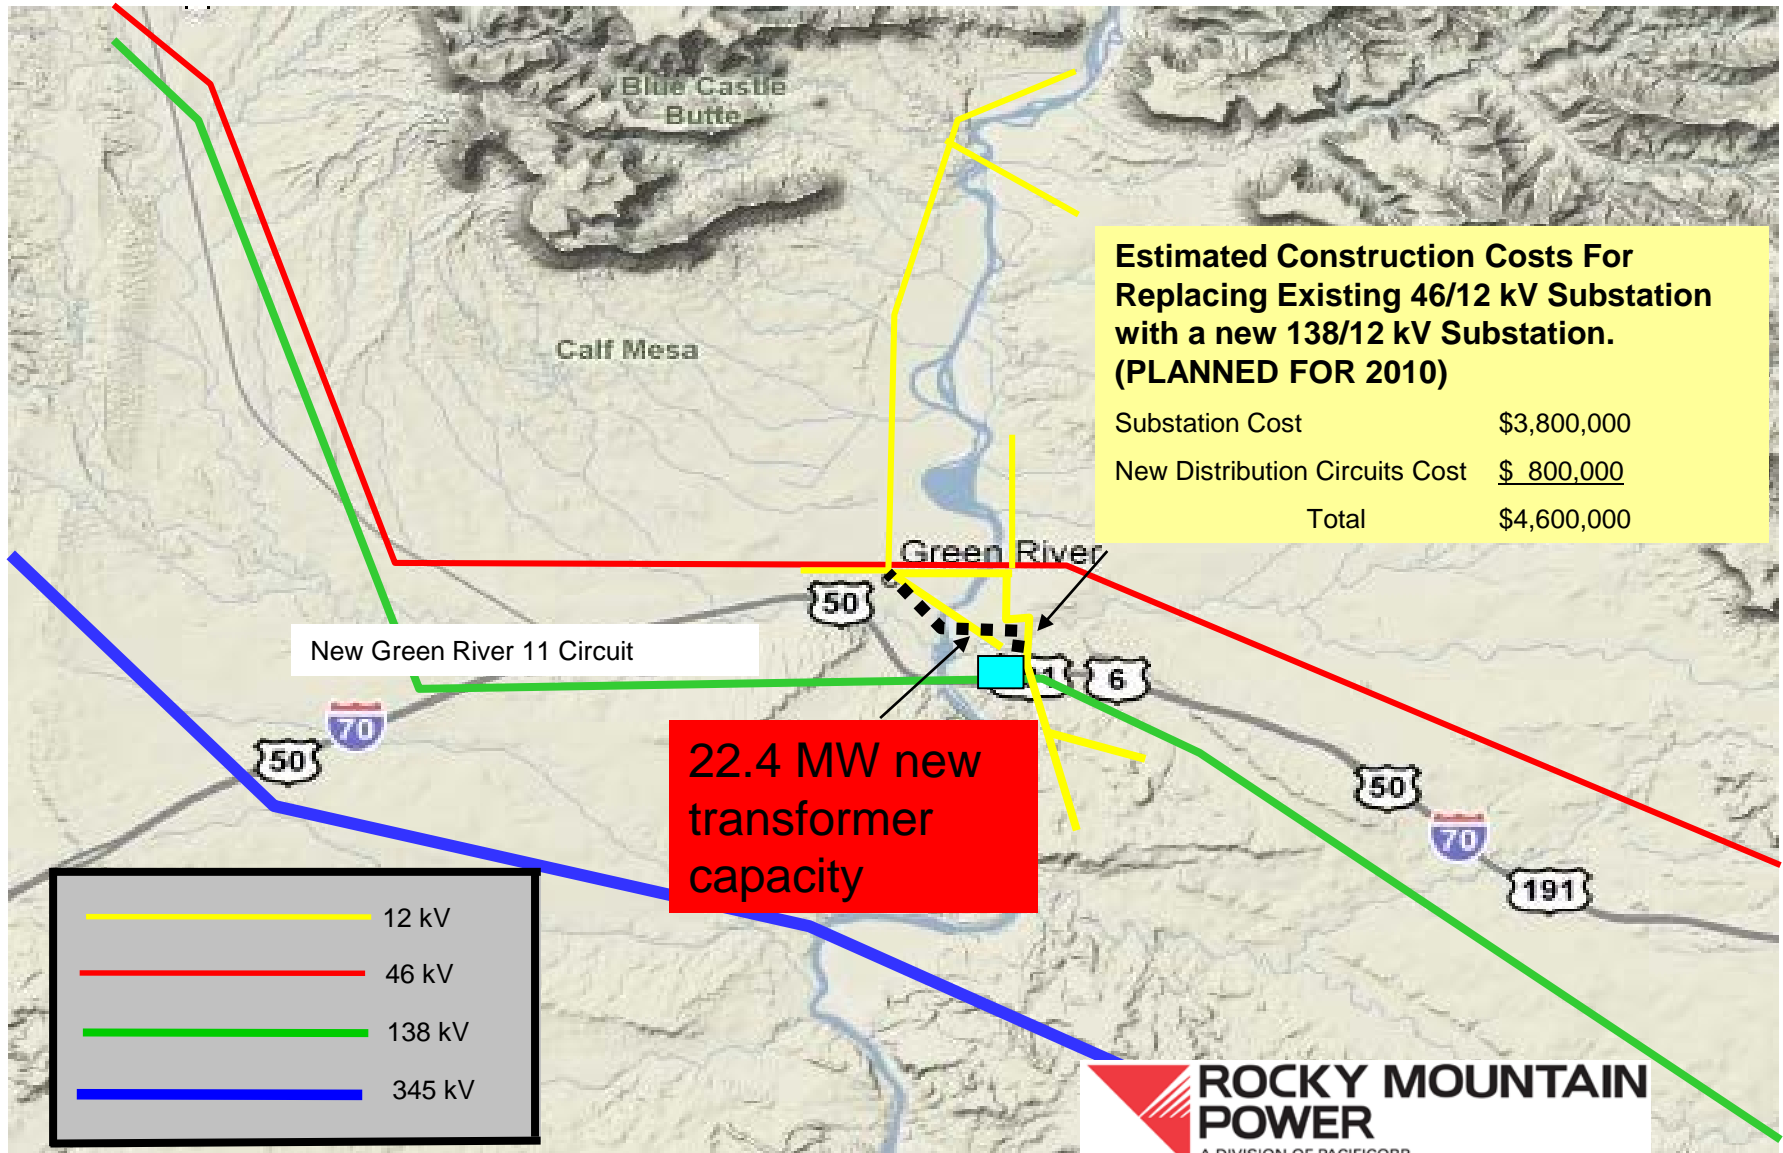 Blue Castle
Butte
Estimated Construction Costs For
Replacing Existing 46/12 kV Substation
with a new 138/12 kV Substation.
(PLANNED FOR 2010)
Substation Cost $3,800,000
New Distribution Circuits Cost $ 800,000
Total $4,600,000
Calf Mesa
Green River
50
New Green River 11 Circuit
6
70
50
22.4 MW new
transformer
capacity
50
70
191
12 kV
46 kV
138 kV
345 kV
ROCKY MOUNTAIN
POWER
A DIVISION OF PACIFICORP